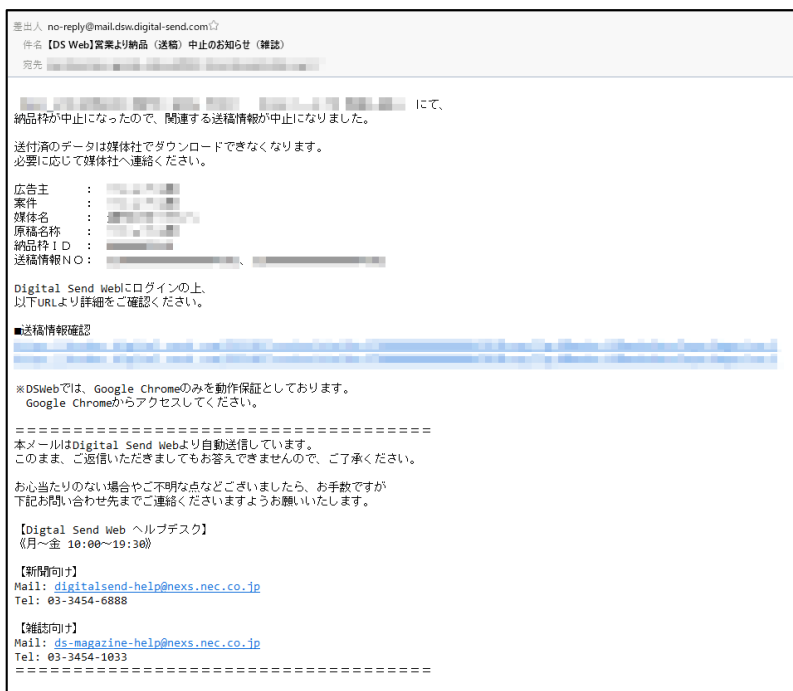 差出人 no-reply@mail.dsw.digital-send.com☆
件名 【DS Web】営業より納品（送稿）中止のお知らせ（雑誌）
宛先
にて、
納品枠が中止になったので、関連する送稿情報が中止になりました。
送付済のデータは媒体社でダウンロードできなくなります。
必要に応じて媒体社へ連絡ください。
広告主　　：
案件　　　：
媒体名　　：
原稿名称　：
納品枠ＩＤ　：
送稿情報ＮＯ：　、
Digital Send Webにログインの上、
以下URLより詳細をご確認ください。
■送稿情報確認
※DSWebでは、Google Chromeのみを動作保証としております。
Google Chromeからアクセスしてください。
＝＝＝＝＝＝＝＝＝＝＝＝＝＝＝＝＝＝＝＝＝＝＝＝＝＝＝＝＝＝＝＝＝＝＝
本メールはDigital Send Webより自動送信しています。
このまま、ご返信いただきましてもお答えできませんので、ご了承ください。
お心当たりのない場合やご不明な点などございましたら、お手数ですが
下記お問い合わせ先までご連絡くださいますようお願いいたします。
【Digtal Send Web ヘルプデスク】
《月～金 10:00～19:30》
【新聞向け】
Mail: digitalsend-help@nexs.nec.co.jp
Tel: 03-3454-6888
【雑誌向け】
Mail: ds-magazine-help@nexs.nec.co.jp
Tel: 03-3454-1033
＝＝＝＝＝＝＝＝＝＝＝＝＝＝＝＝＝＝＝＝＝＝＝＝＝＝＝＝＝＝＝＝＝＝＝